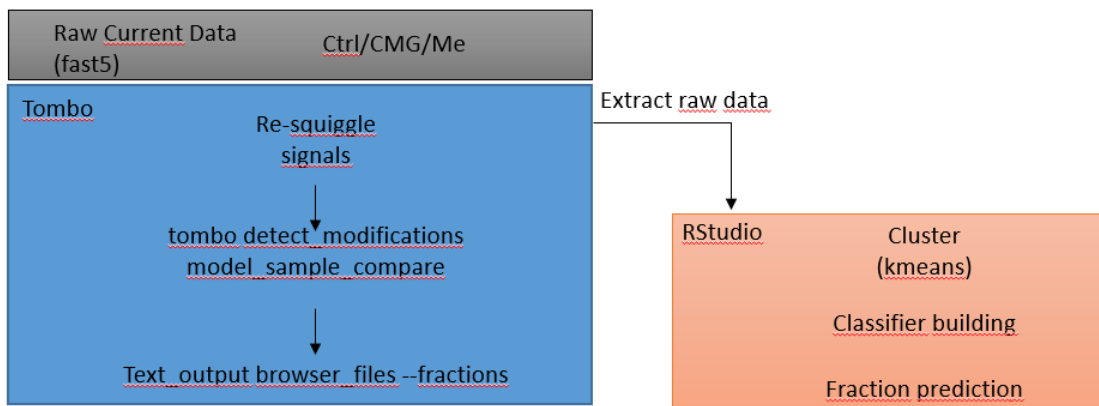 Raw Current Data
(fast5)
Ctrl/CMG/Me
Tombo
Re-squiggle
signals
tombo detect_modifications
model_sample_compare
Text_output browser_files --fractions
Extract raw data
RStudio
Cluster
(kmeans)
Classifier building
Fraction prediction